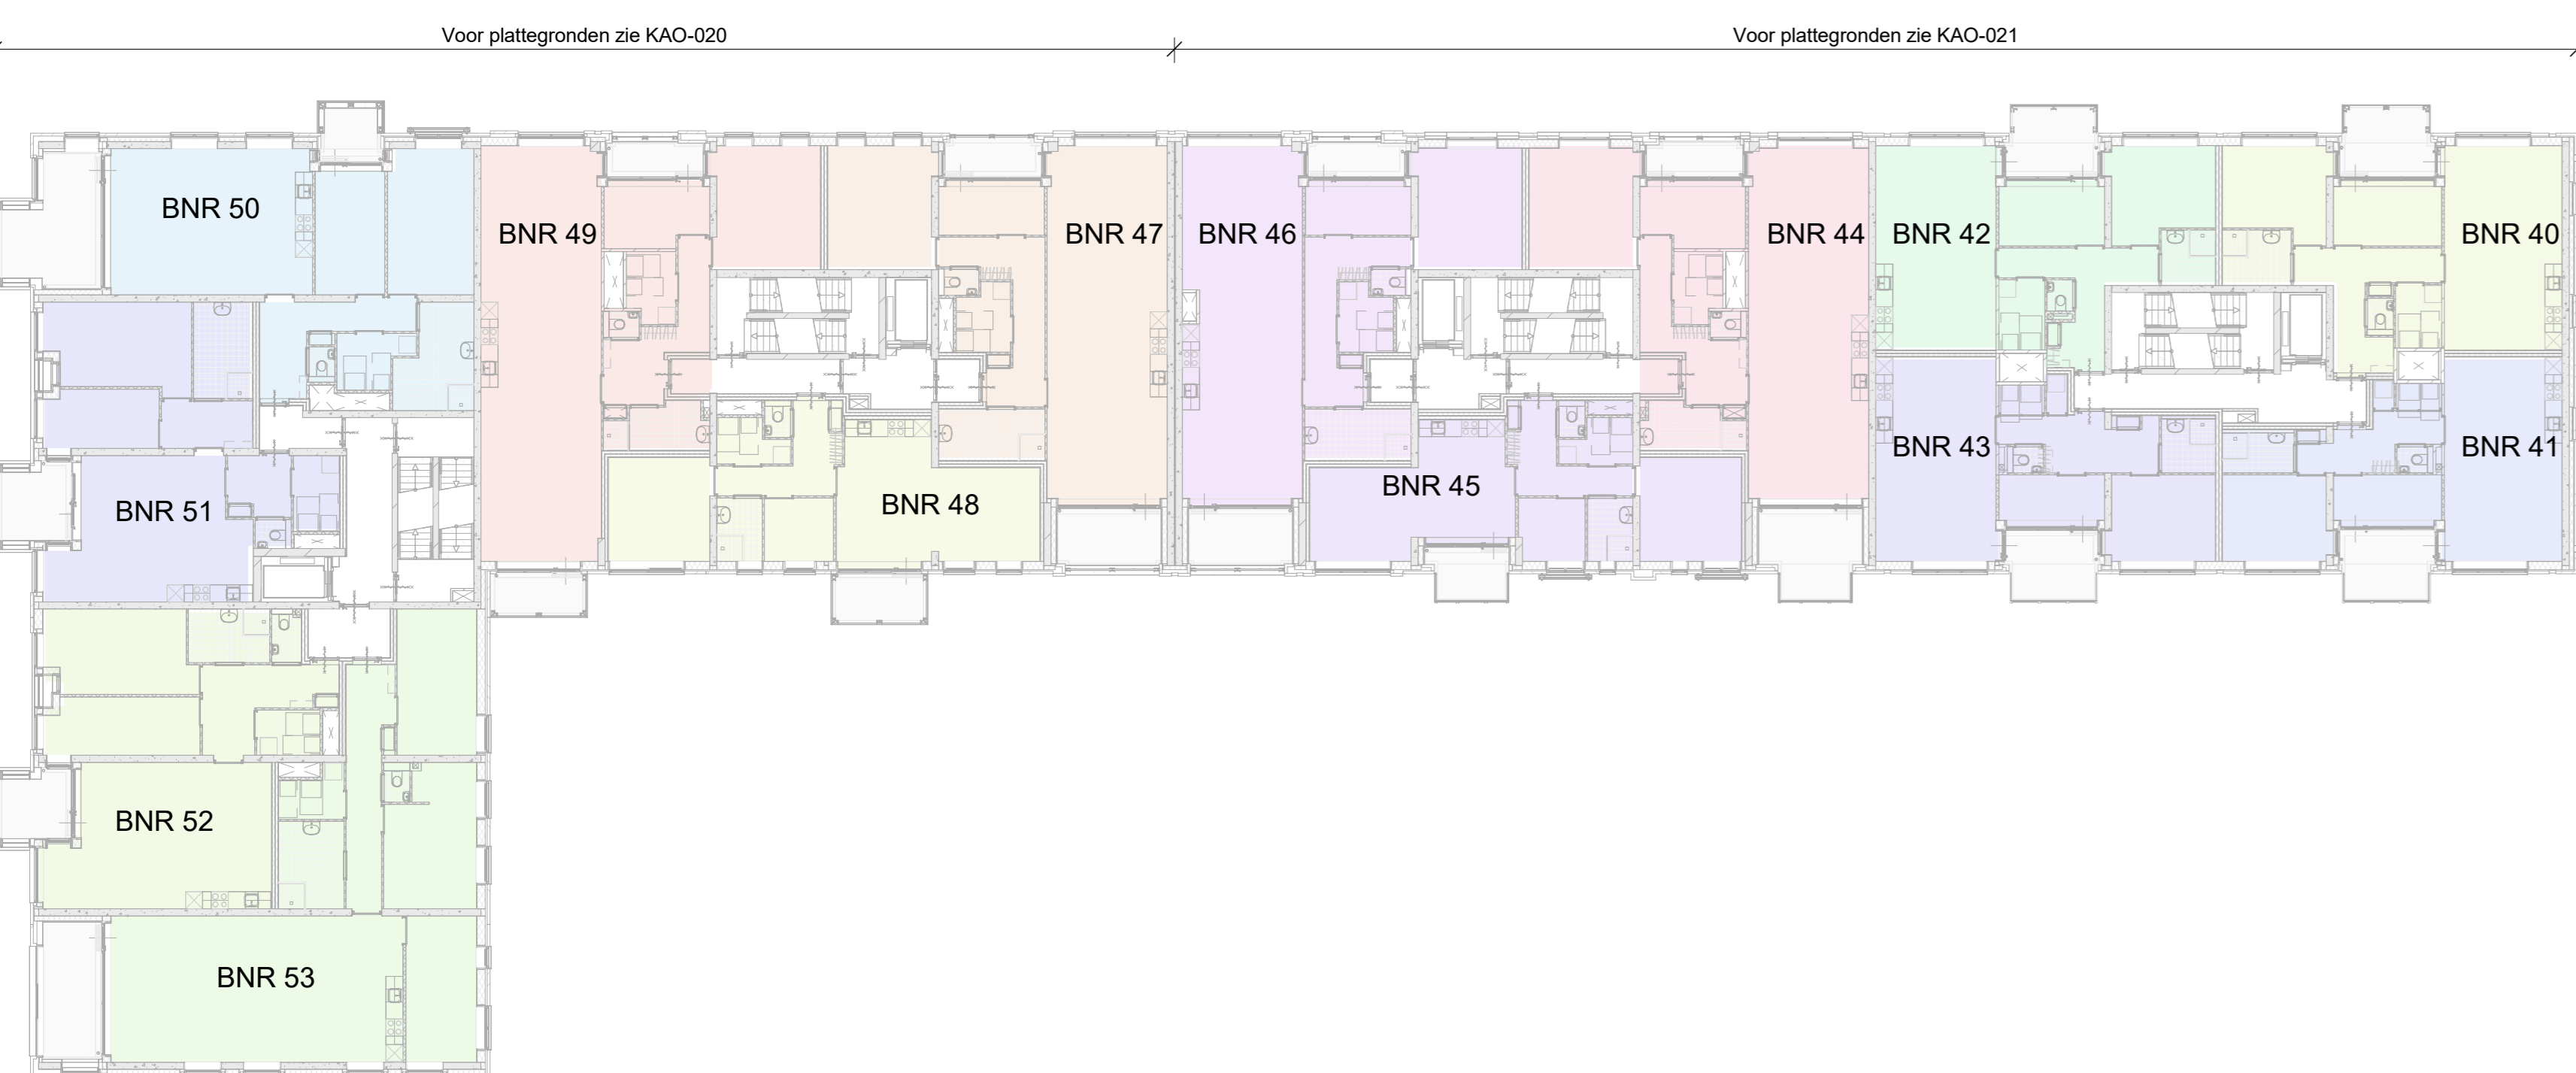 Voor plattegronden zie KAO-020
Voor plattegronden zie KAO-021
BNR 50
BNR 49
BNR 47
BNR 46
BNR 44
BNR 42
BNR 40
BNR 51
BNR 48
BNR 45
BNR 43
BNR 41
BNR 52
BNR 53